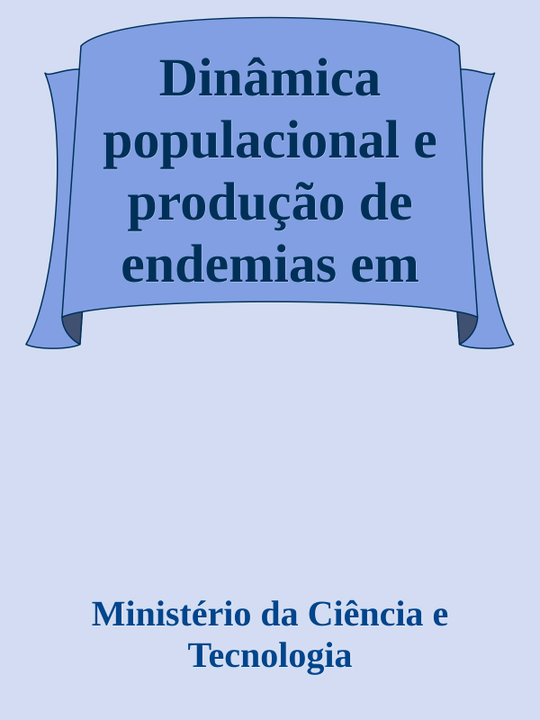 Dinâmica
populacional e
produção de
endemias em
Ministério da Ciência e
Tecnologia